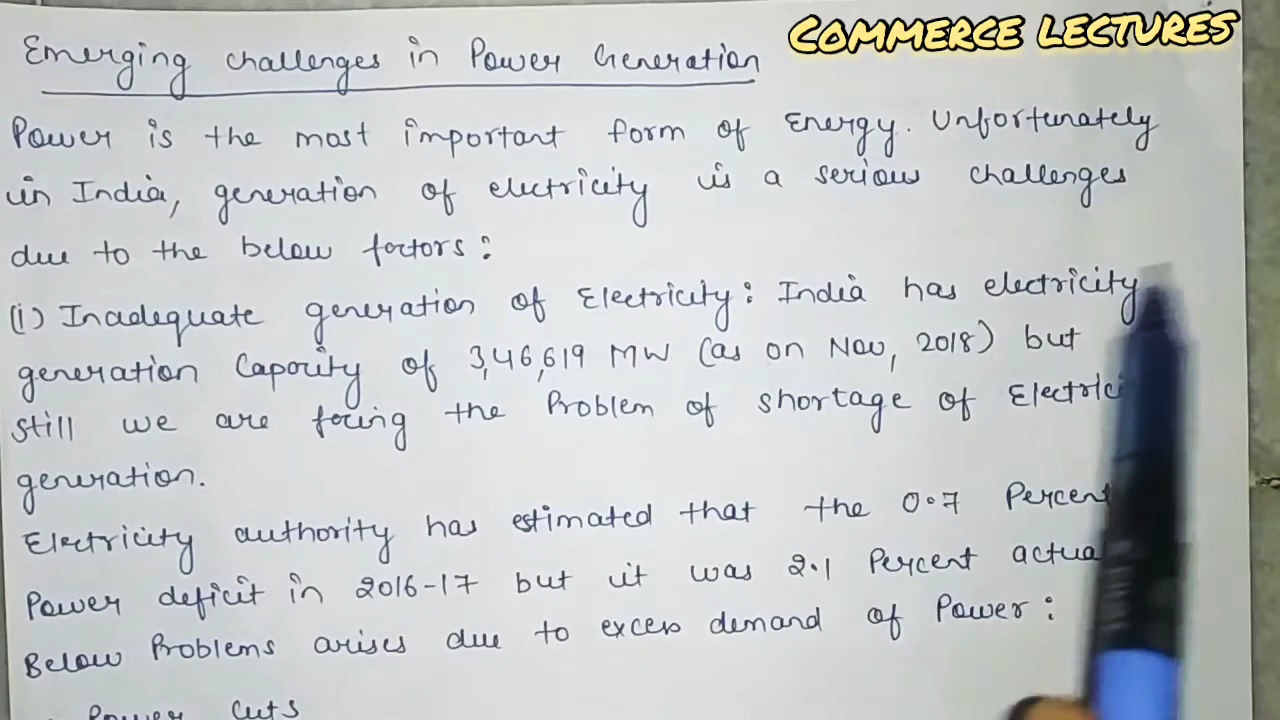 COMMERCE LECTURES
Emerging challenges in Power Generation
Power is the most important form of Energy. Unfortunately
in India, generation of electricity is a serious challenges
due to the below factors:
(i) Inadequate generation of Electricity: India has electricity
generation Capacity of 3,46,619 MW (as on Nov, 2018) but
still we are facing the Problem of shortage of Electrici
generation.
Electricity authority has estimated that the 0.7 Percent
Power deficit in 2016-17 but it was 2.1 Percent actua
Below Problems arises due to excess demand of Power:
Power cuts